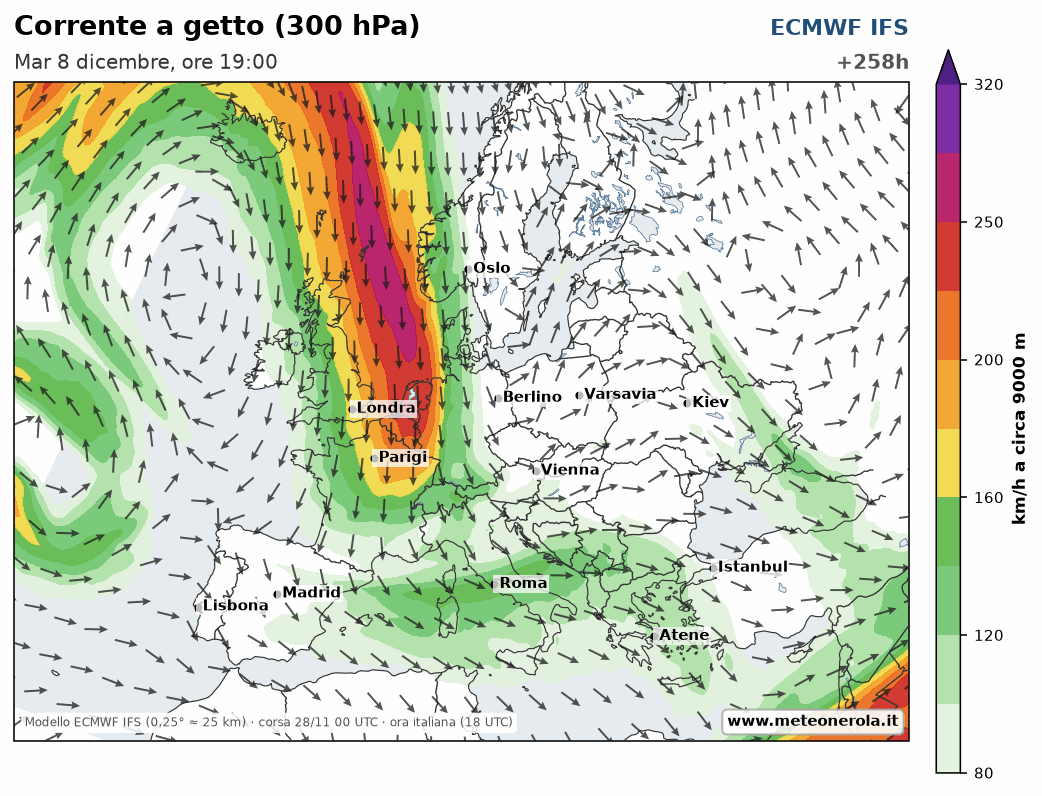 Corrente a getto (300 hPa)
ECMWF IFS
Mar 8 dicembre, ore 19:00
+258h
320
250
200
160
120
80
km/h a circa 9000 m
Oslo
Londra
Berlino
Varsavia
Kiev
Parigi
Vienna
Istanbul
Roma
Madrid
Lisbona
Atene
Modello ECMWF IFS (0,25° ≈ 25 km) · corsa 28/11 00 UTC · ora italiana (18 UTC)
www.meteonerola.it